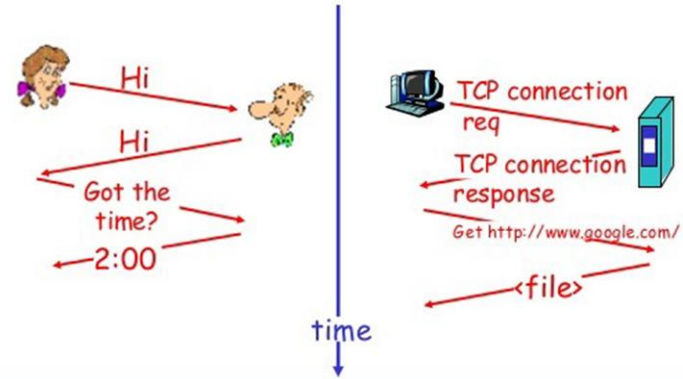 Hi
Hi
Got the
time?
2:00
TCP connection
req
TCP connection
response
Get http://www.google.com/
<file>
time